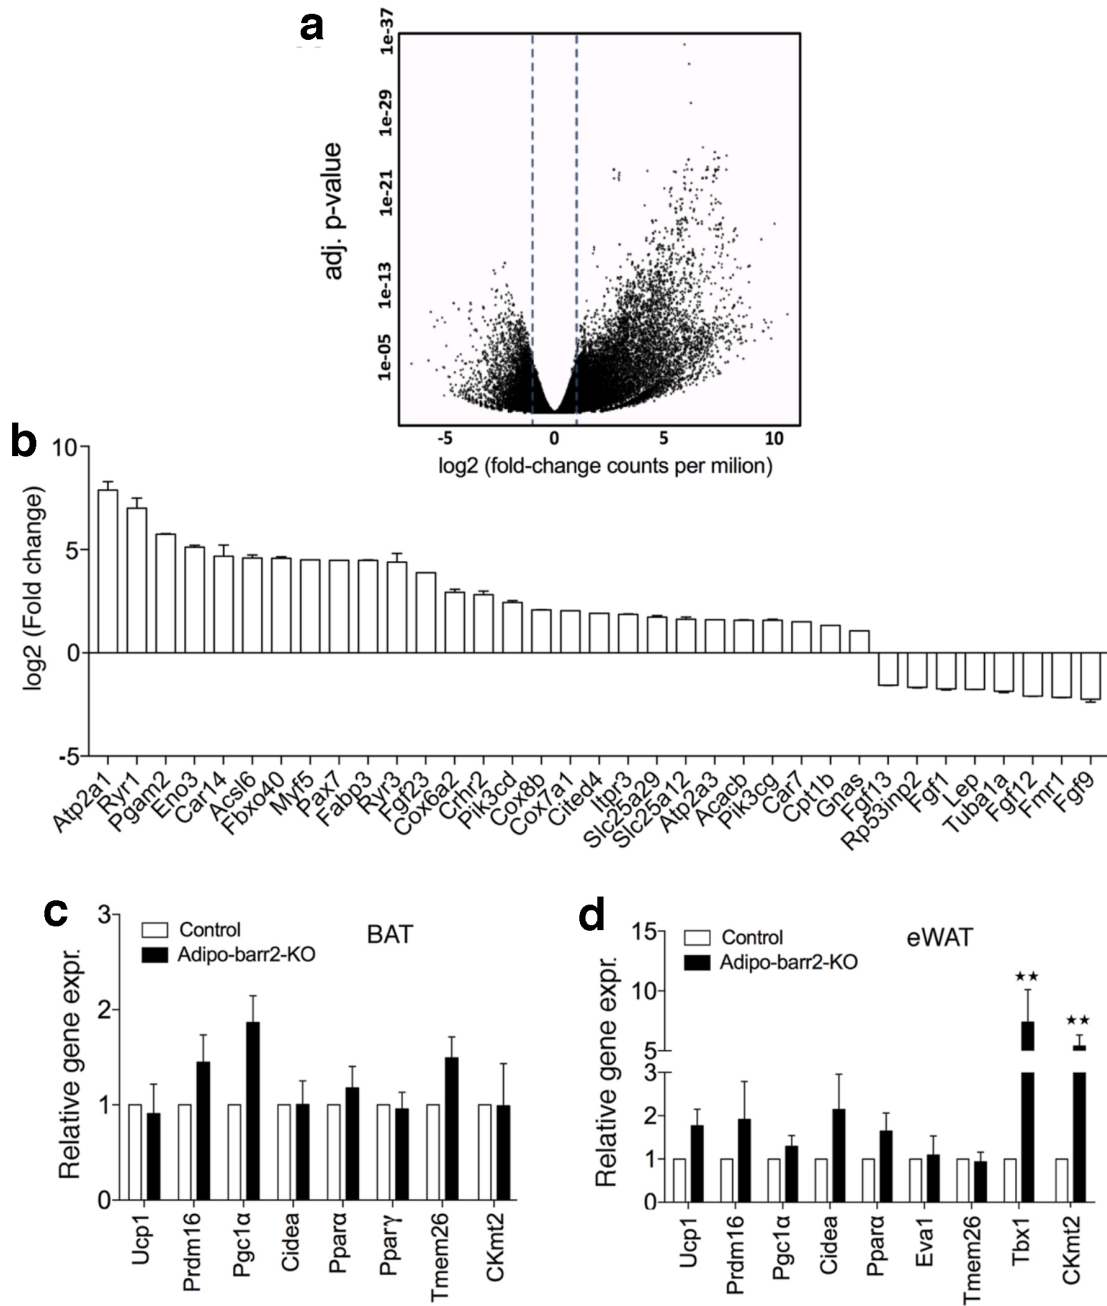 a
1e-37
1e-29
1e-21
1e-13
1e-05
adj. p-value
-5 0 5 10
log2 (fold-change counts per milion)
b
10
5
0
-5
log2 (Fold change)
Atp2a1 Ryr1 Pgam2 Eno3 Car14 Acsl6 Fbxo40 Myf5 Pax7 Fabp3 Ryr3 Fgf23 Cox6a2 Crhr2 Pik3cd Cox8b Cox7a1 Cited4 Itpr3 Slc25a29 Slc25a12 Atp2a3 Acacb Pik3cg Car7 Cpt1b Gnas Fgf13 Rp53inp2 Fgf1 Lep Tuba1a Fgf12 Fmr1 Fgf9
c
3
2
1
0
Relative gene expr.
Control
Adipo-barr2-KO
BAT
Ucp1 Prdm16 Pgc1α Cidea Pparα Pparγ Tmem26 CKmt2
d
15
10
5
3
2
1
0
Relative gene expr.
Control
Adipo-barr2-KO
eWAT
★★
★★
Ucp1 Prdm16 Pgc1α Cidea Pparα Eva1 Tmem26 Tbx1 CKmt2